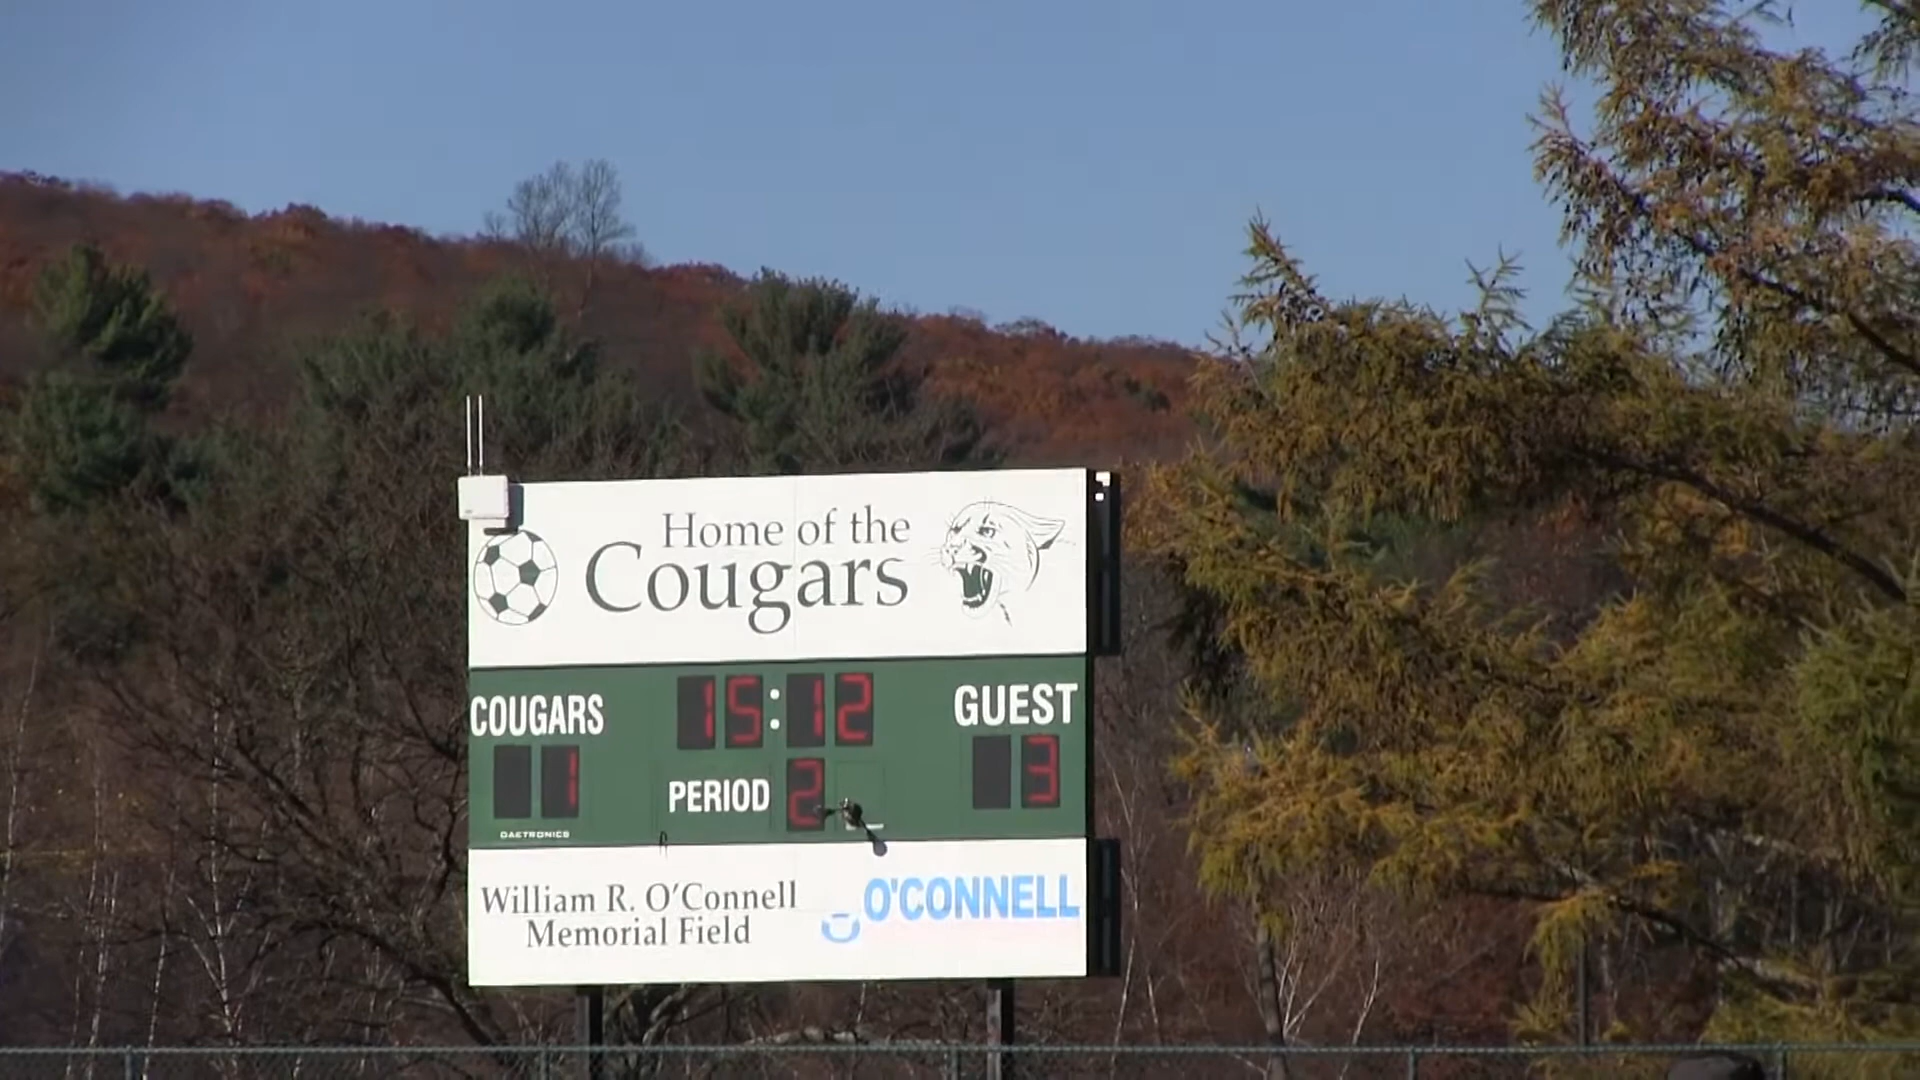 Home of the
Cougars
COUGARS
15:12
GUEST
1
PERIOD 2
3
DAKTRONICS
William R. O'Connell
Memorial Field
O'CONNELL